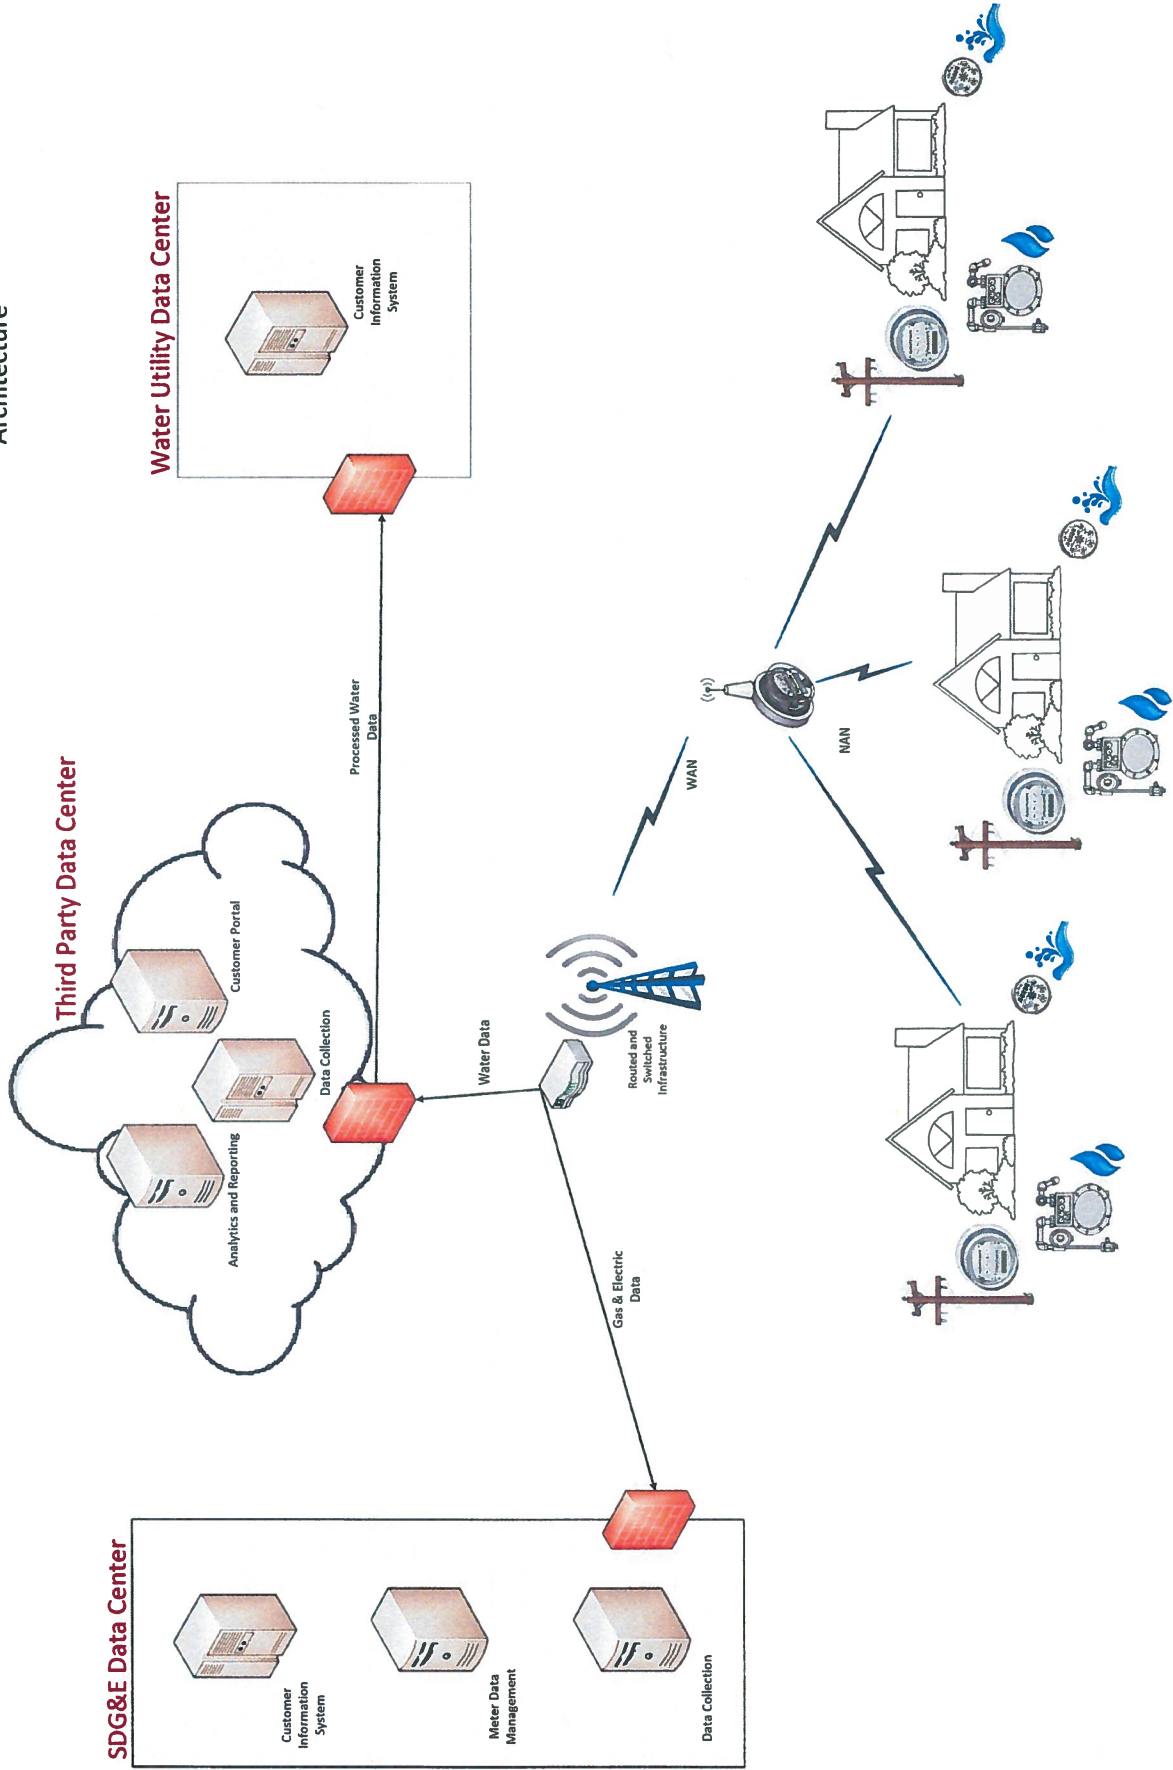 Architecture
SDG&E Data Center
Third Party Data Center
Water Utility Data Center
Customer
Information
System
Meter Data
Management
Data Collection
Analytics and Reporting
Data Collection
Customer Portal
Customer
Information
System
Processed Water
Data
Water Data
Gas & Electric
Data
Routed and
Switched
Infrastructure
WAN
NAN